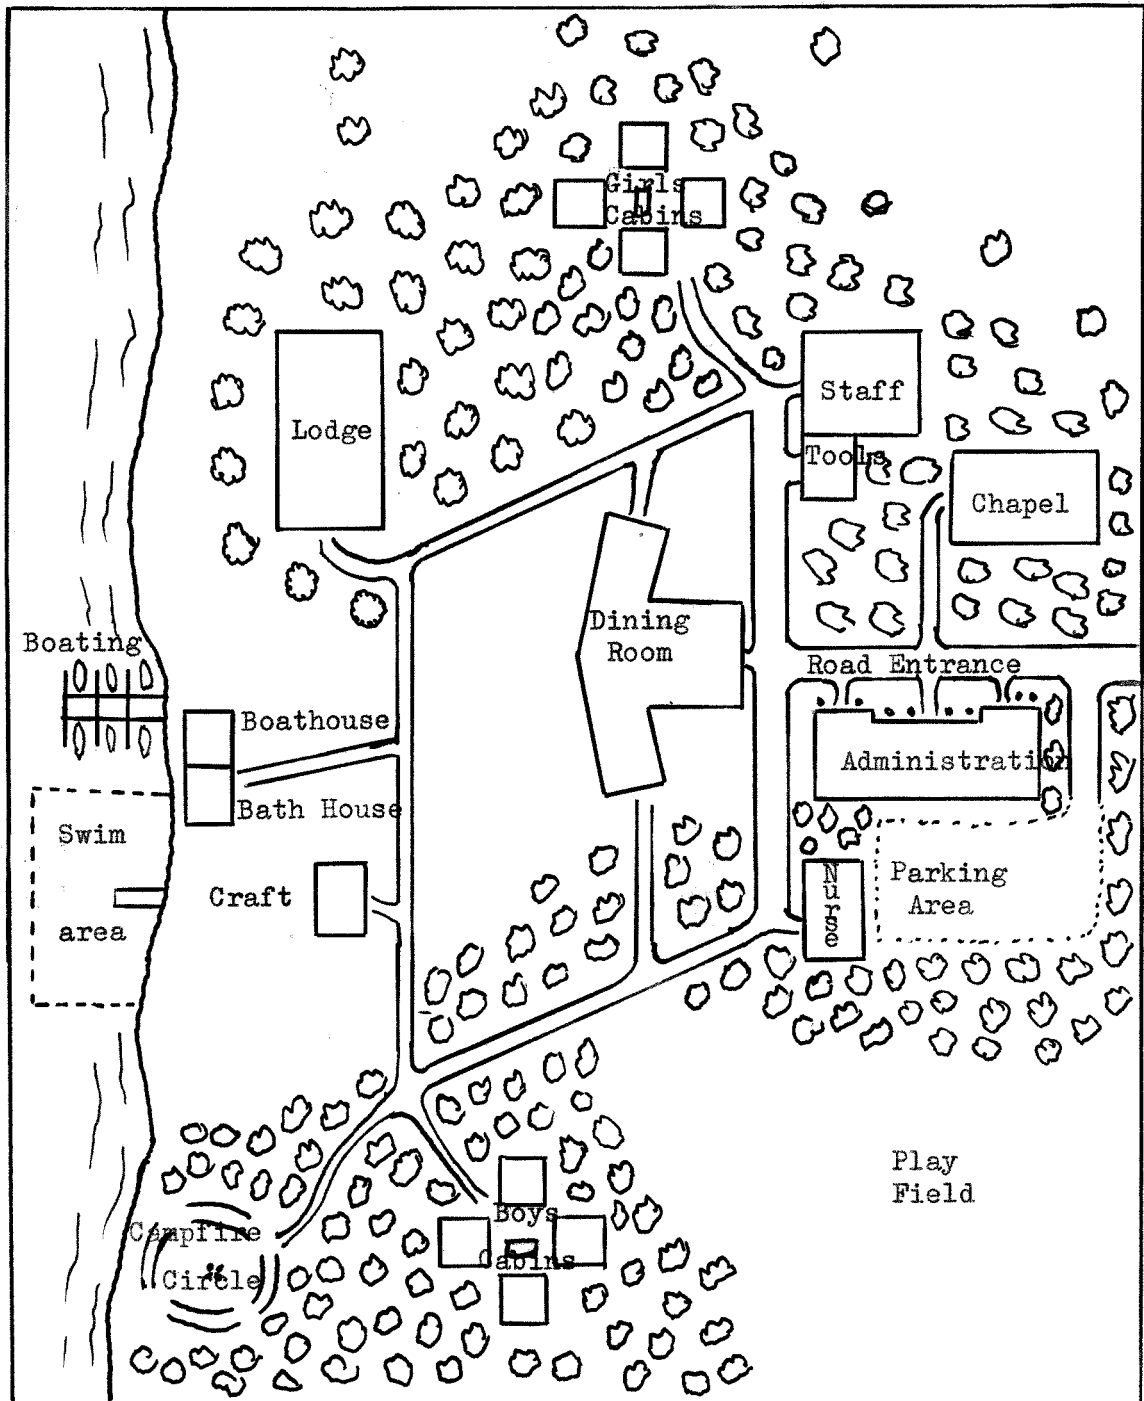 Girls
Cabins
Staff
Lodge
Tools
Chapel
Dining
Room
Boating
Road Entrance
Boathouse
Administration
Bath House
Swim
area
Craft
Nurse
Parking
Area
Play
Field
Boys
Cabins
Campfire
Circle